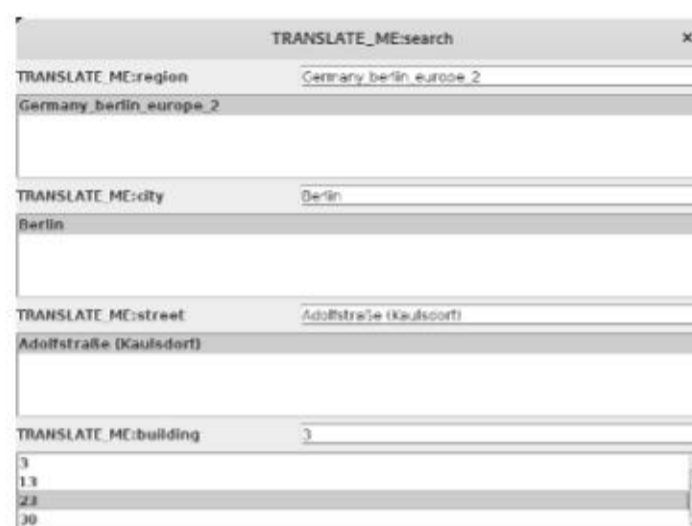 TRANSLATE_ME:search ×
TRANSLATE_ME:region Germany_berlin_europe_2
Germany_berlin_europe_2
TRANSLATE_ME:city Berlin
Berlin
TRANSLATE_ME:street Adolfstraße (Kaulsdorf)
Adolfstraße (Kaulsdorf)
TRANSLATE_ME:building 3
3
13
23
30